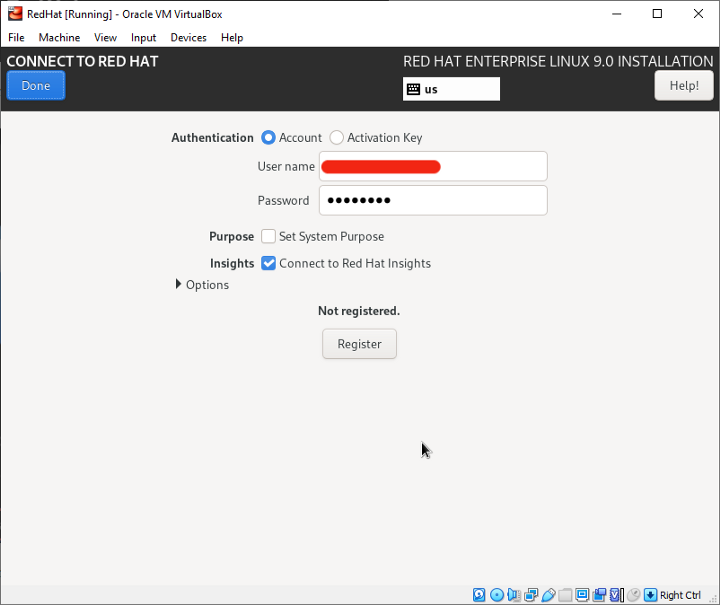 RedHat [Running] - Oracle VM VirtualBox
File Machine View Input Devices Help
CONNECT TO RED HAT
RED HAT ENTERPRISE LINUX 9.0 INSTALLATION
Done
us
Help!
Authentication Account Activation Key
User name
Password ●●●●●●●●
Purpose Set System Purpose
Insights Connect to Red Hat Insights
Options
Not registered.
Register
Right Ctrl